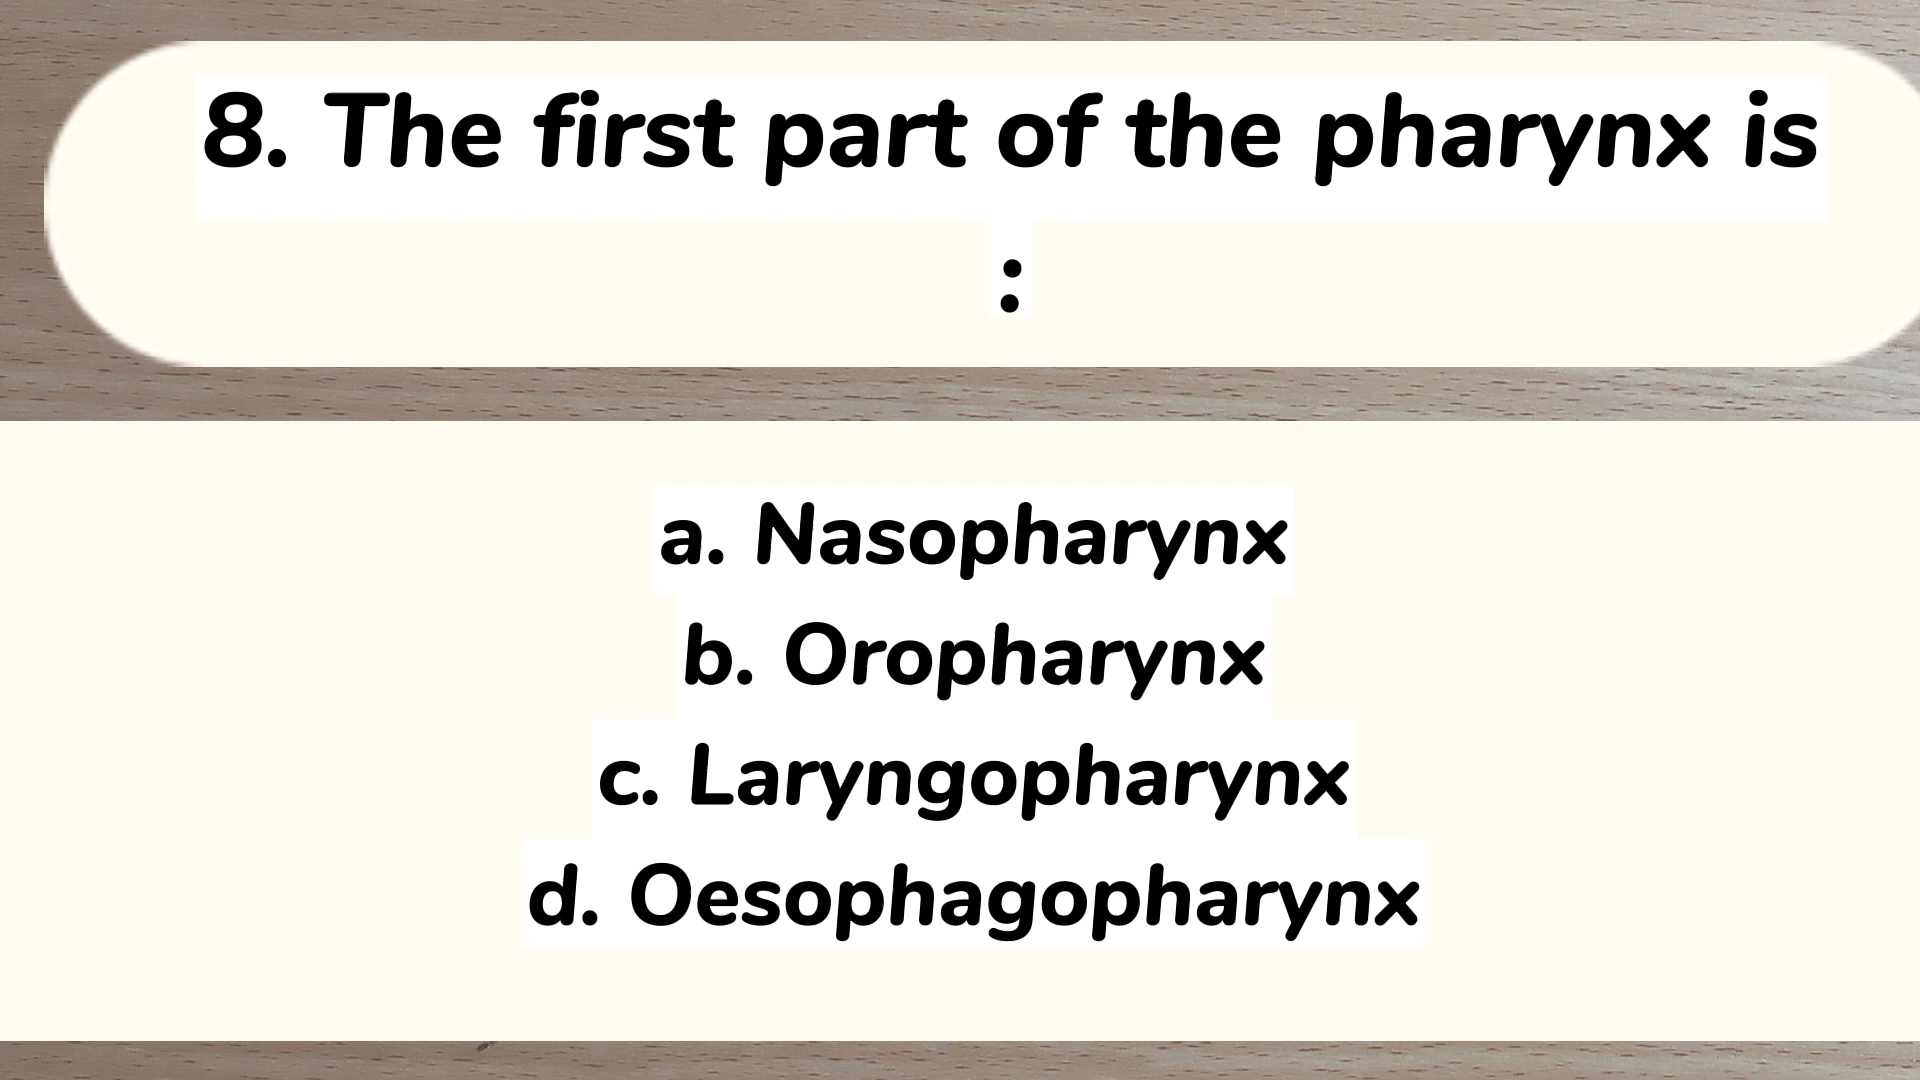 8. The first part of the pharynx is
:
a. Nasopharynx
b. Oropharynx
c. Laryngopharynx
d. Oesophagopharynx